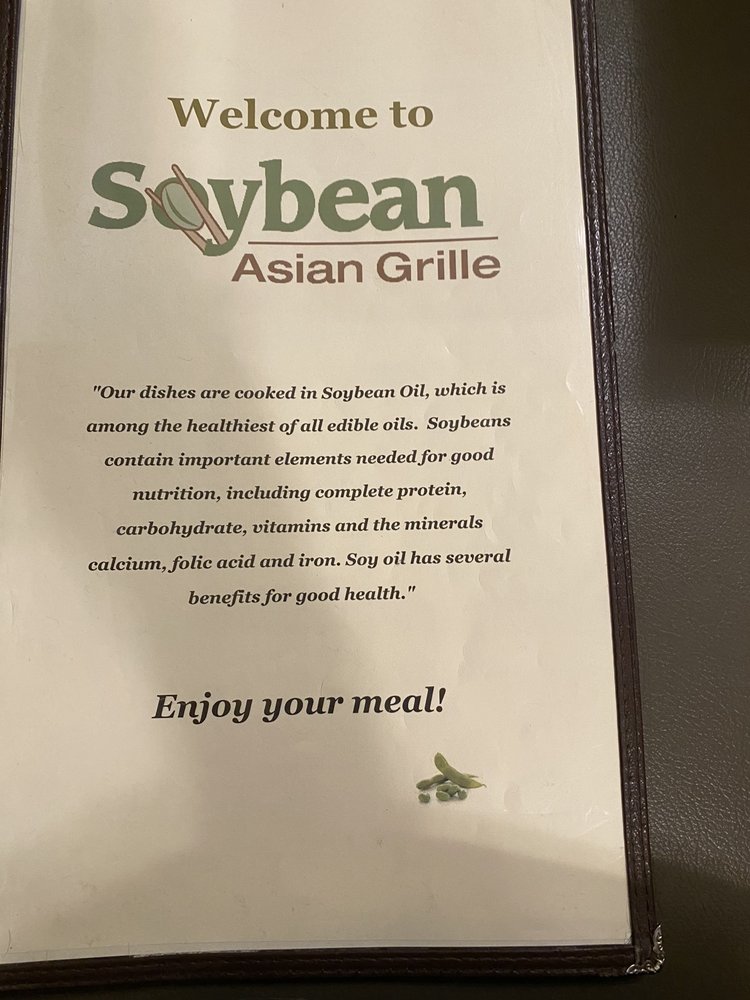 Welcome to
Soybean
Asian Grille
"Our dishes are cooked in Soybean Oil, which is
among the healthiest of all edible oils. Soybeans
contain important elements needed for good
nutrition, including complete protein,
carbohydrate, vitamins and the minerals
calcium, folic acid and iron. Soy oil has several
benefits for good health."
Enjoy your meal!